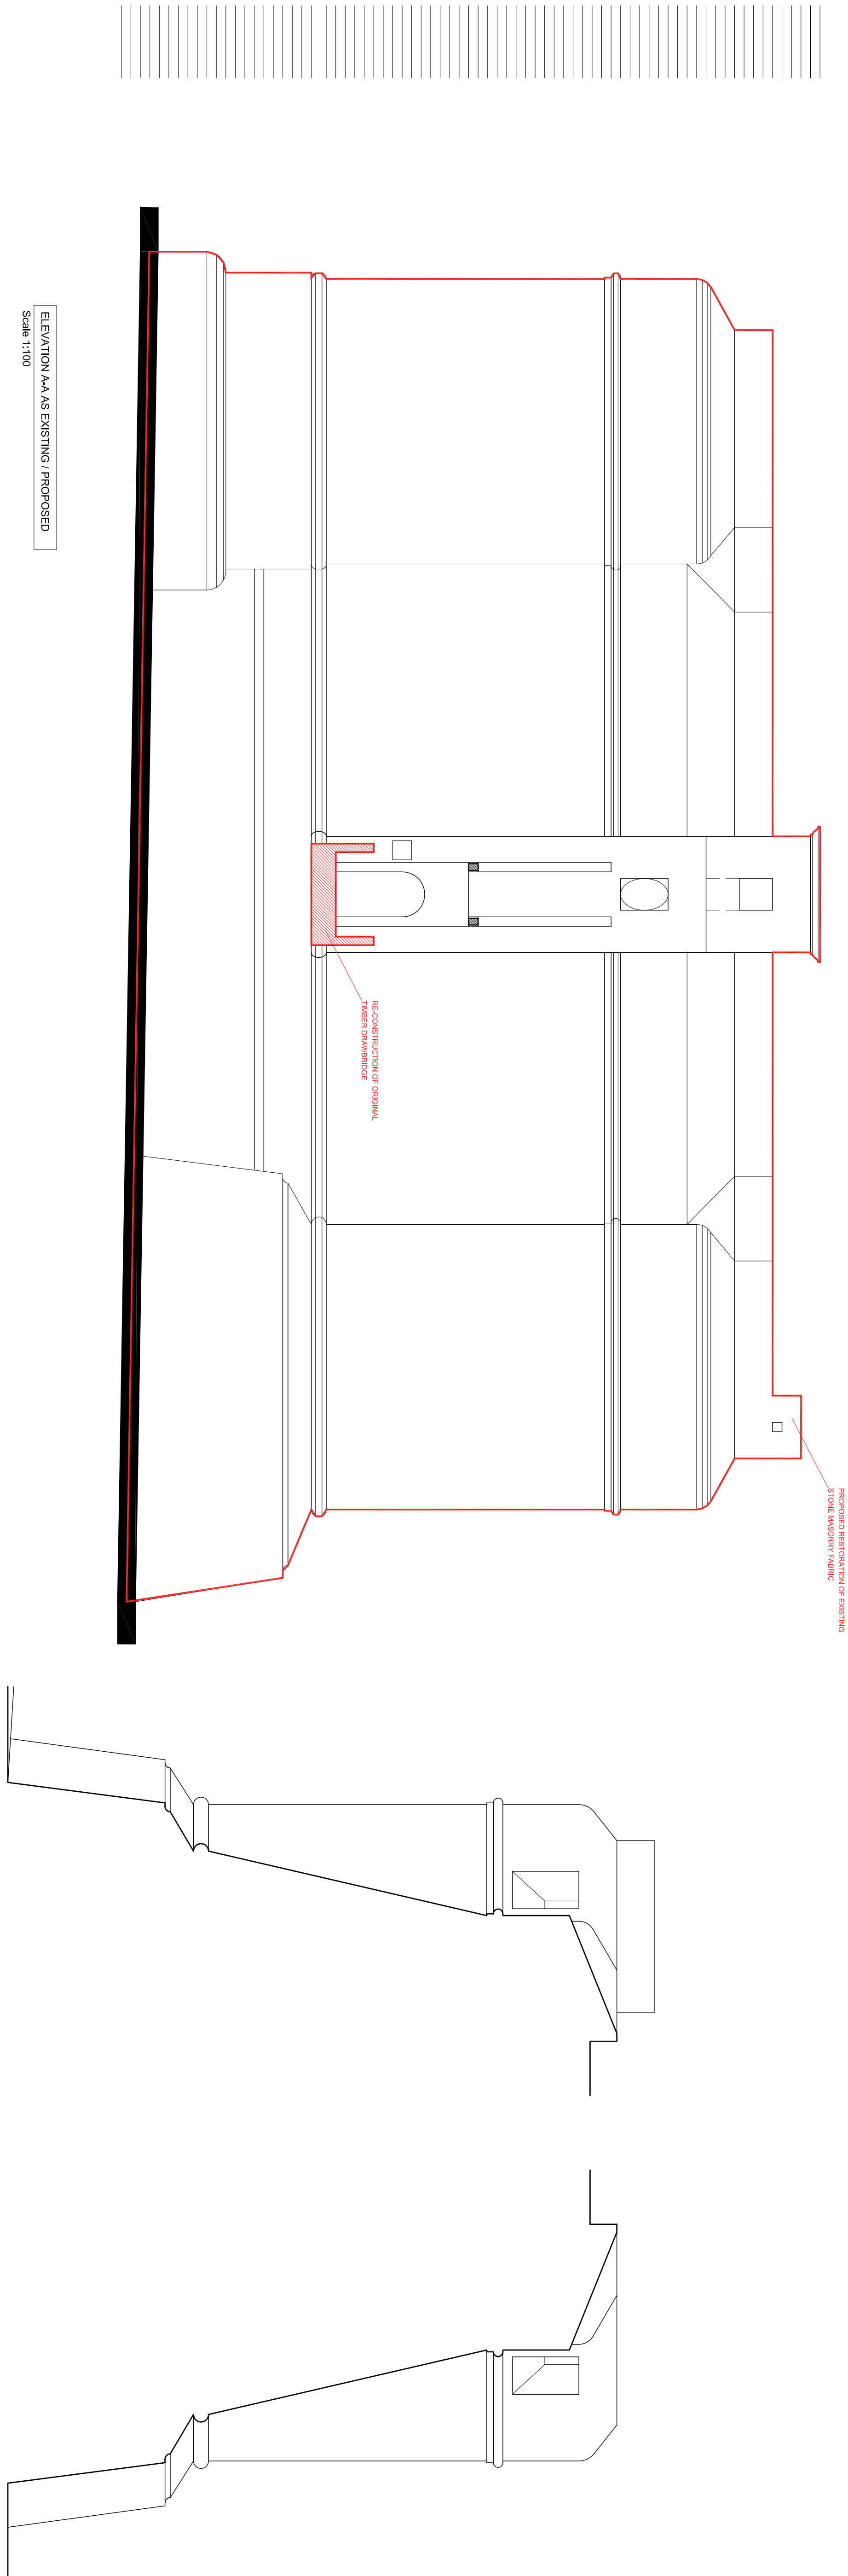 ELEVATION A-A AS EXISTING / PROPOSED
Scale 1:100
RE-CONSTRUCTION OF ORIGINAL
TIMBER DRAWBRIDGE
PROPOSED RESTORATION OF EXISTING
STONE MASONRY FABRIC